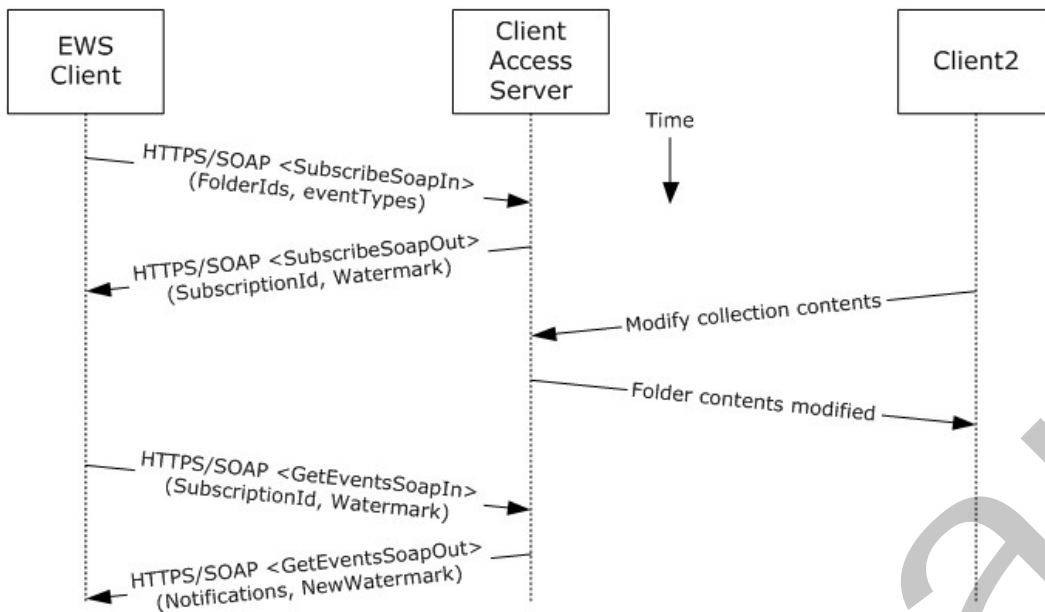 EWS
Client
Client
Access
Server
Client2
Time
HTTPS/SOAP <SubscribeSoapIn>
(FolderIds, eventTypes)
HTTPS/SOAP <SubscribeSoapOut>
(SubscriptionId, Watermark)
Modify collection contents
Folder contents modified
HTTPS/SOAP <GetEventsSoapIn>
(SubscriptionId, Watermark)
HTTPS/SOAP <GetEventsSoapOut>
(Notifications, NewWatermark)